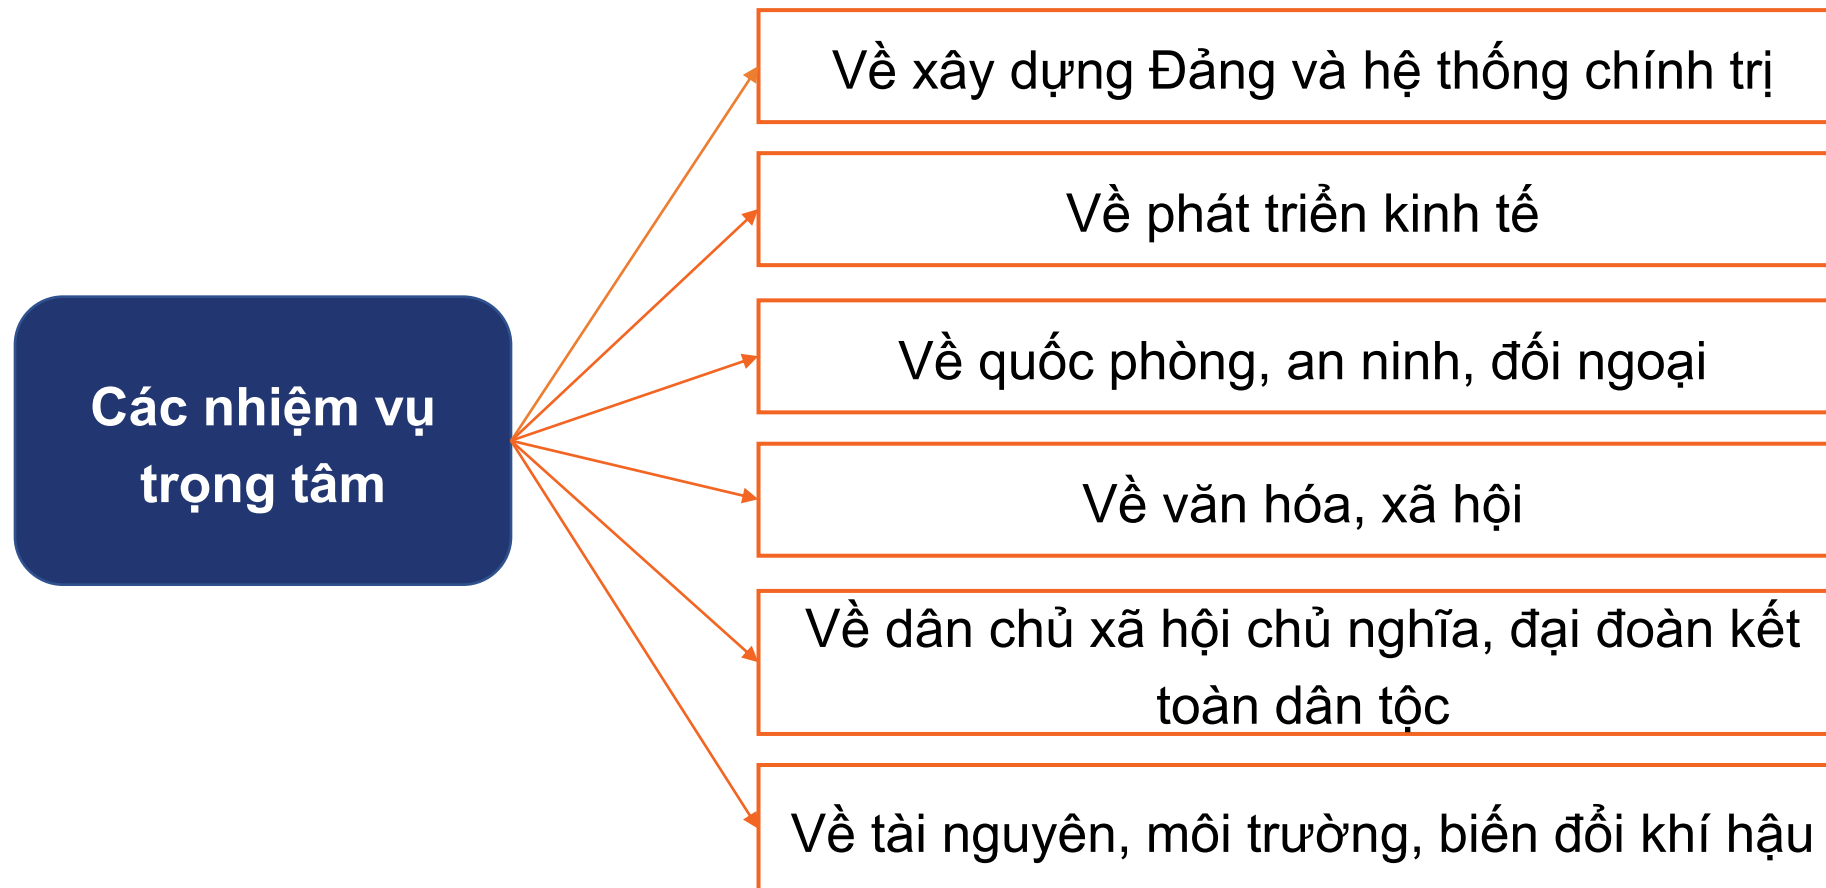 Các nhiệm vụ
trọng tâm
Về xây dựng Đảng và hệ thống chính trị
Về phát triển kinh tế
Về quốc phòng, an ninh, đối ngoại
Về văn hóa, xã hội
Về dân chủ xã hội chủ nghĩa, đại đoàn kết
toàn dân tộc
Về tài nguyên, môi trường, biến đổi khí hậu